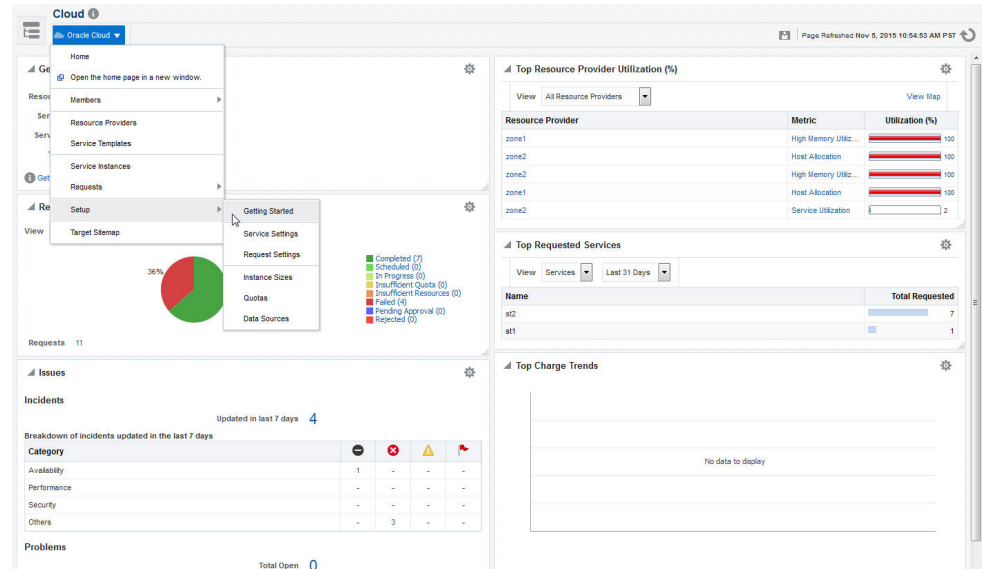 Cloud
Oracle Cloud
Page Refreshed Nov 5, 2015 10:54:53 AM PST
Home
Open the home page in a new window.
Members
Resource Providers
Service Templates
Service Instances
Requests
Setup
Target Sitemap
Getting Started
Service Settings
Request Settings
Instance Sizes
Quotas
Data Sources
View
36%
Completed (7)
Scheduled (0)
In Progress (0)
Insufficient Quota (0)
Insufficient Resources (0)
Failed (4)
Pending Approval (0)
Rejected (0)
Requests 11
Issues
Incidents
Updated in last 7 days 4
Breakdown of incidents updated in the last 7 days
Category
Availability 1 - - -
Performance - - - -
Security - - - -
Others - 3 - -
Problems
Total Open 0
Top Resource Provider Utilization (%)
View All Resource Providers View Map
Resource Provider Metric Utilization (%)
zone1 High Memory Utiliz... 100
zone2 Host Allocation 100
zone2 High Memory Utiliz... 100
zone1 Host Allocation 100
zone2 Service Utilization 2
Top Requested Services
View Services Last 31 Days
Name Total Requested
st2 7
st1 1
Top Charge Trends
No data to display